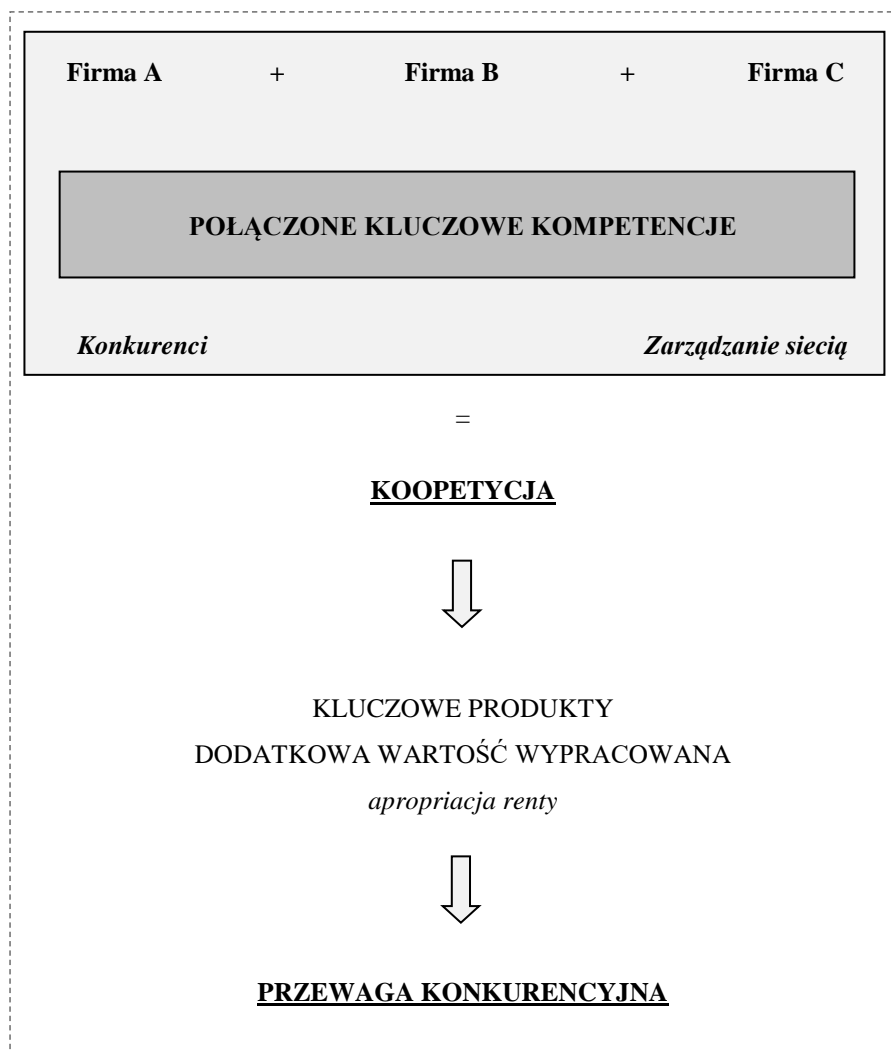 Firma A + Firma B + Firma C
POŁĄCZONE KLUCZOWE KOMPETENCJE
Konkurenci Zarządzanie siecią
=
KOOPETYCJA
KLUCZOWE PRODUKTY
DODATKOWA WARTOŚĆ WYPRACOWANA
apropriacja renty
PRZEWAGA KONKURENCYJNA